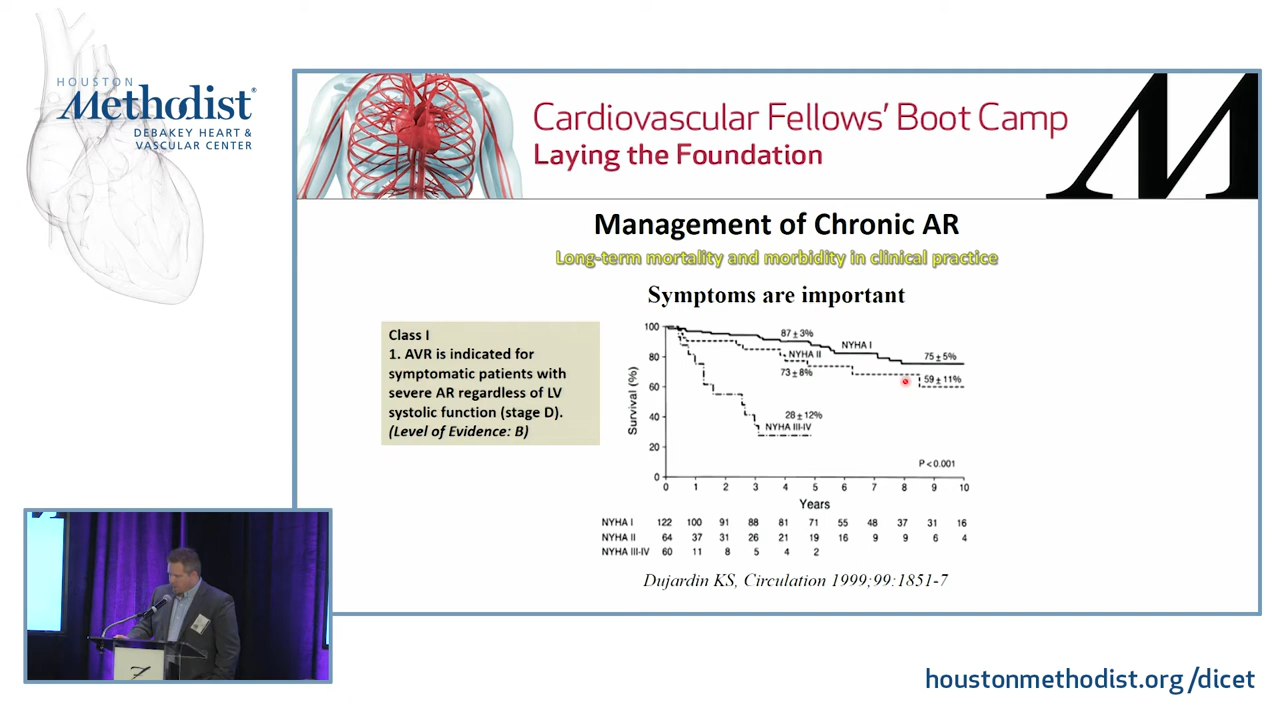 HOUSTON
Methodist®
DEBAKEY HEART &
VASCULAR CENTER
Cardiovascular Fellows' Boot Camp
Laying the Foundation
M
Management of Chronic AR
Long-term mortality and morbidity in clinical practice
Symptoms are important
Class I
1. AVR is indicated for
symptomatic patients with
severe AR regardless of LV
systolic function (stage D).
(Level of Evidence: B)
Survival (%)
100
80
60
40
20
0
87 ± 3%
NYHA I
75 ± 5%
NYHA II
73 ± 8%
59 ± 11%
28 ± 12%
NYHA III-IV
P < 0.001
0 1 2 3 4 5 6 7 8 9 10
Years
NYHA I 122 100 91 88 81 71 55 48 37 31 16
NYHA II 64 37 31 26 21 19 16 9 9 6 4
NYHA III-IV 60 11 8 5 4 2
Dujardin KS, Circulation 1999;99:1851-7
houstonmethodist.org/dicet